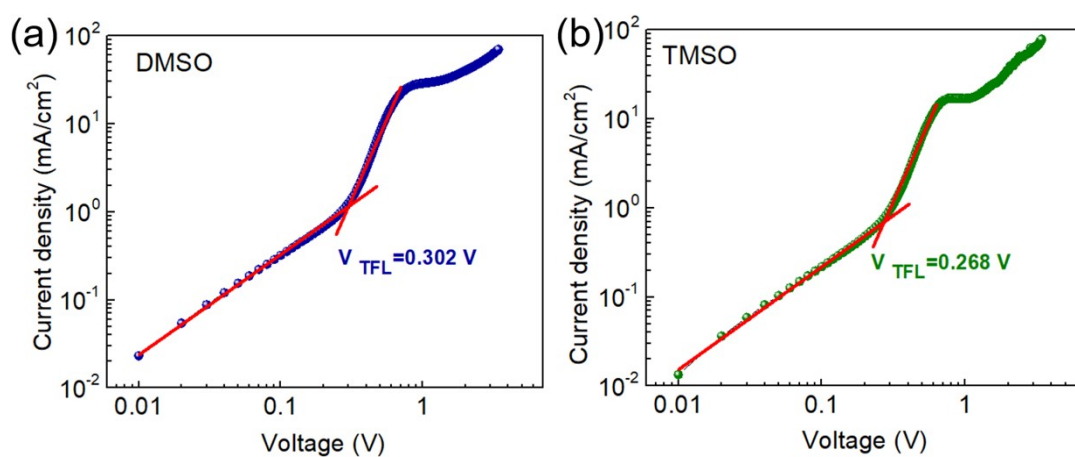 (a)
DMSO
Current density (mA/cm²)
10²
10¹
10⁰
10⁻¹
10⁻²
V TFL=0.302 V
0.01 0.1 1
Voltage (V)
(b)
TMSO
Current density (mA/cm²)
10²
10¹
10⁰
10⁻¹
10⁻²
V TFL=0.268 V
0.01 0.1 1
Voltage (V)